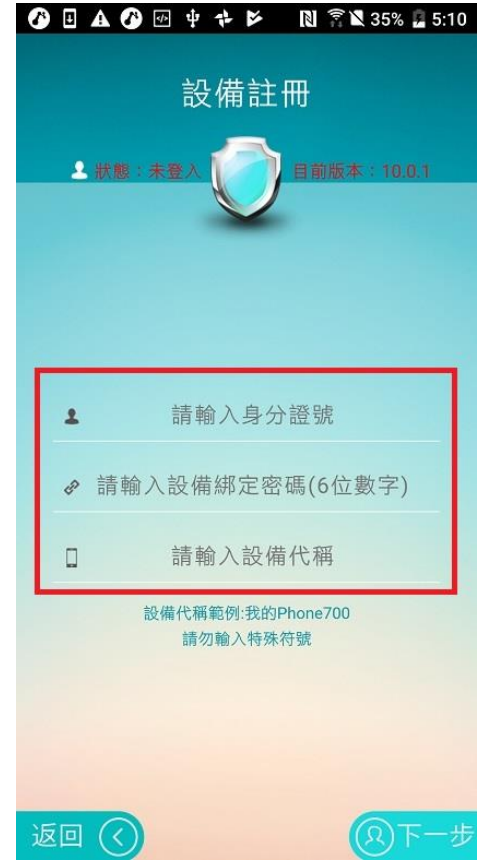 35% 5:10
設備註冊
狀態：未登入 目前版本：10.0.1
請輸入身分證號
請輸入設備綁定密碼(6位數字)
請輸入設備代稱
設備代稱範例:我的Phone700
請勿輸入特殊符號
返回 下一步